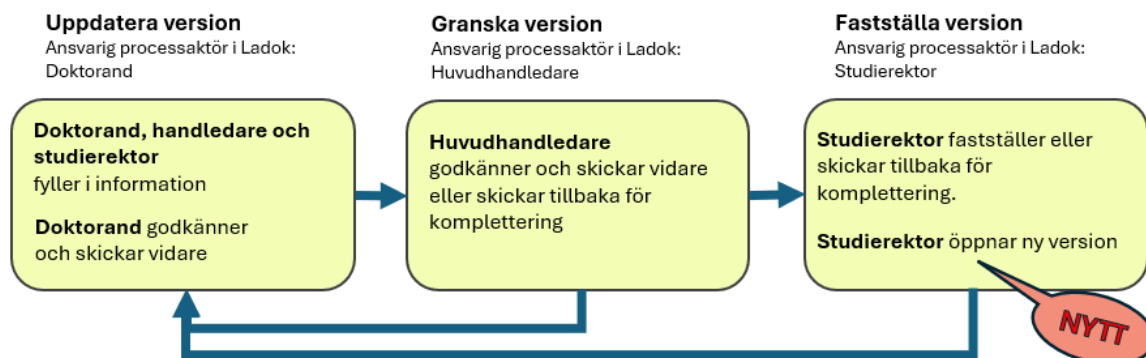 Uppdatera version
Ansvarig processaktör i Ladok:
Doktorand
Doktorand, handledare och
studierektor
fyller i information
Doktorand godkänner
och skickar vidare
Granska version
Ansvarig processaktör i Ladok:
Huvudhandledare
Huvudhandledare
godkänner och skickar vidare
eller skickar tillbaka för
komplettering
Fastställa version
Ansvarig processaktör i Ladok:
Studierektor
Studierektor fastställer eller
skickar tillbaka för
komplettering.
Studierektor öppnar ny version
NYTT